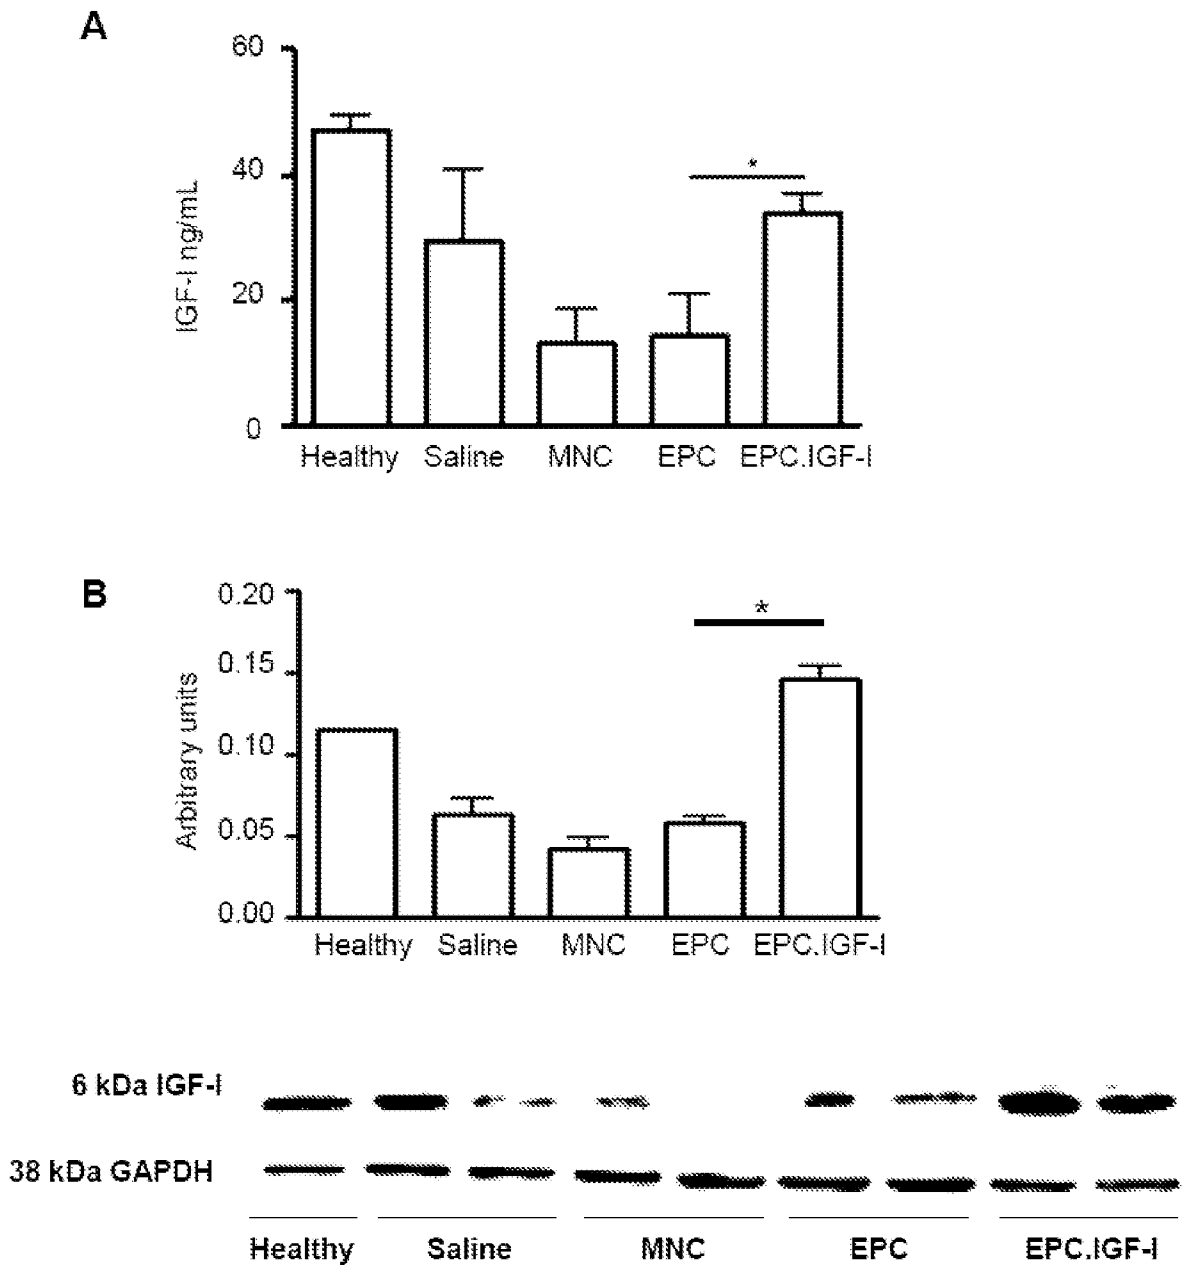 A
60
40
20
0
IGF-I ng/mL
*
Healthy Saline MNC EPC EPC.IGF-I
B
0.20
0.15
0.10
0.05
0.00
Arbitrary units
*
Healthy Saline MNC EPC EPC.IGF-I
6 kDa IGF-I
38 kDa GAPDH
Healthy Saline MNC EPC EPC.IGF-I